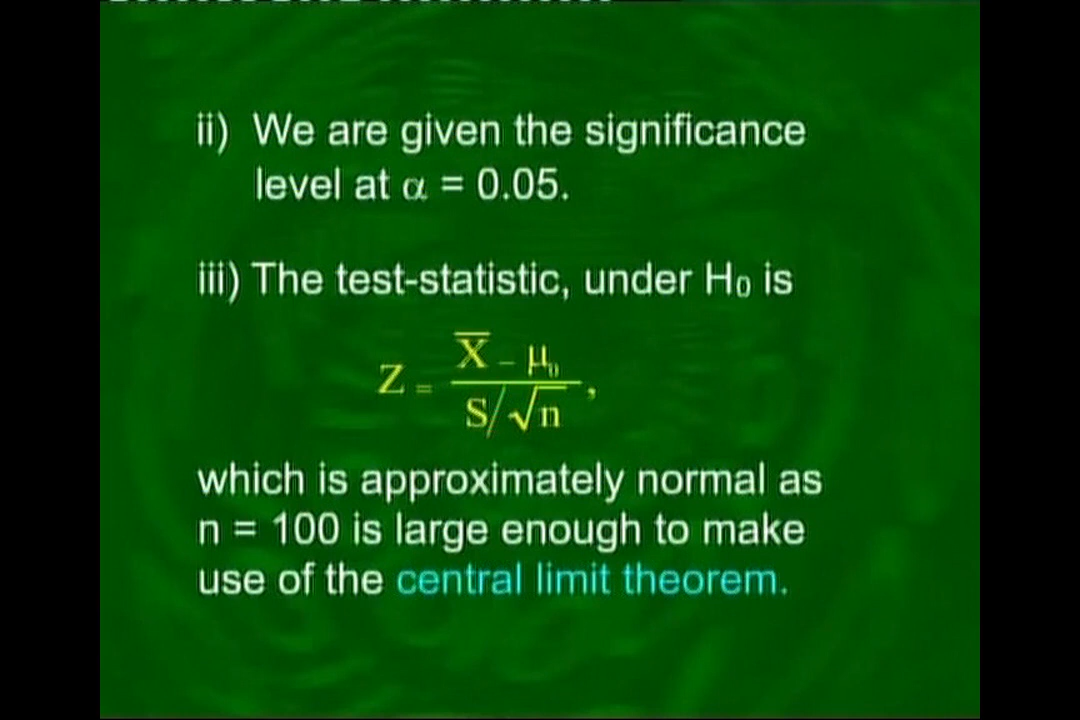 ii) We are given the significance
level at α = 0.05.
iii) The test-statistic, under H₀ is
Z = (X̄ - μ₀) / (S/√n) ,
which is approximately normal as
n = 100 is large enough to make
use of the central limit theorem.